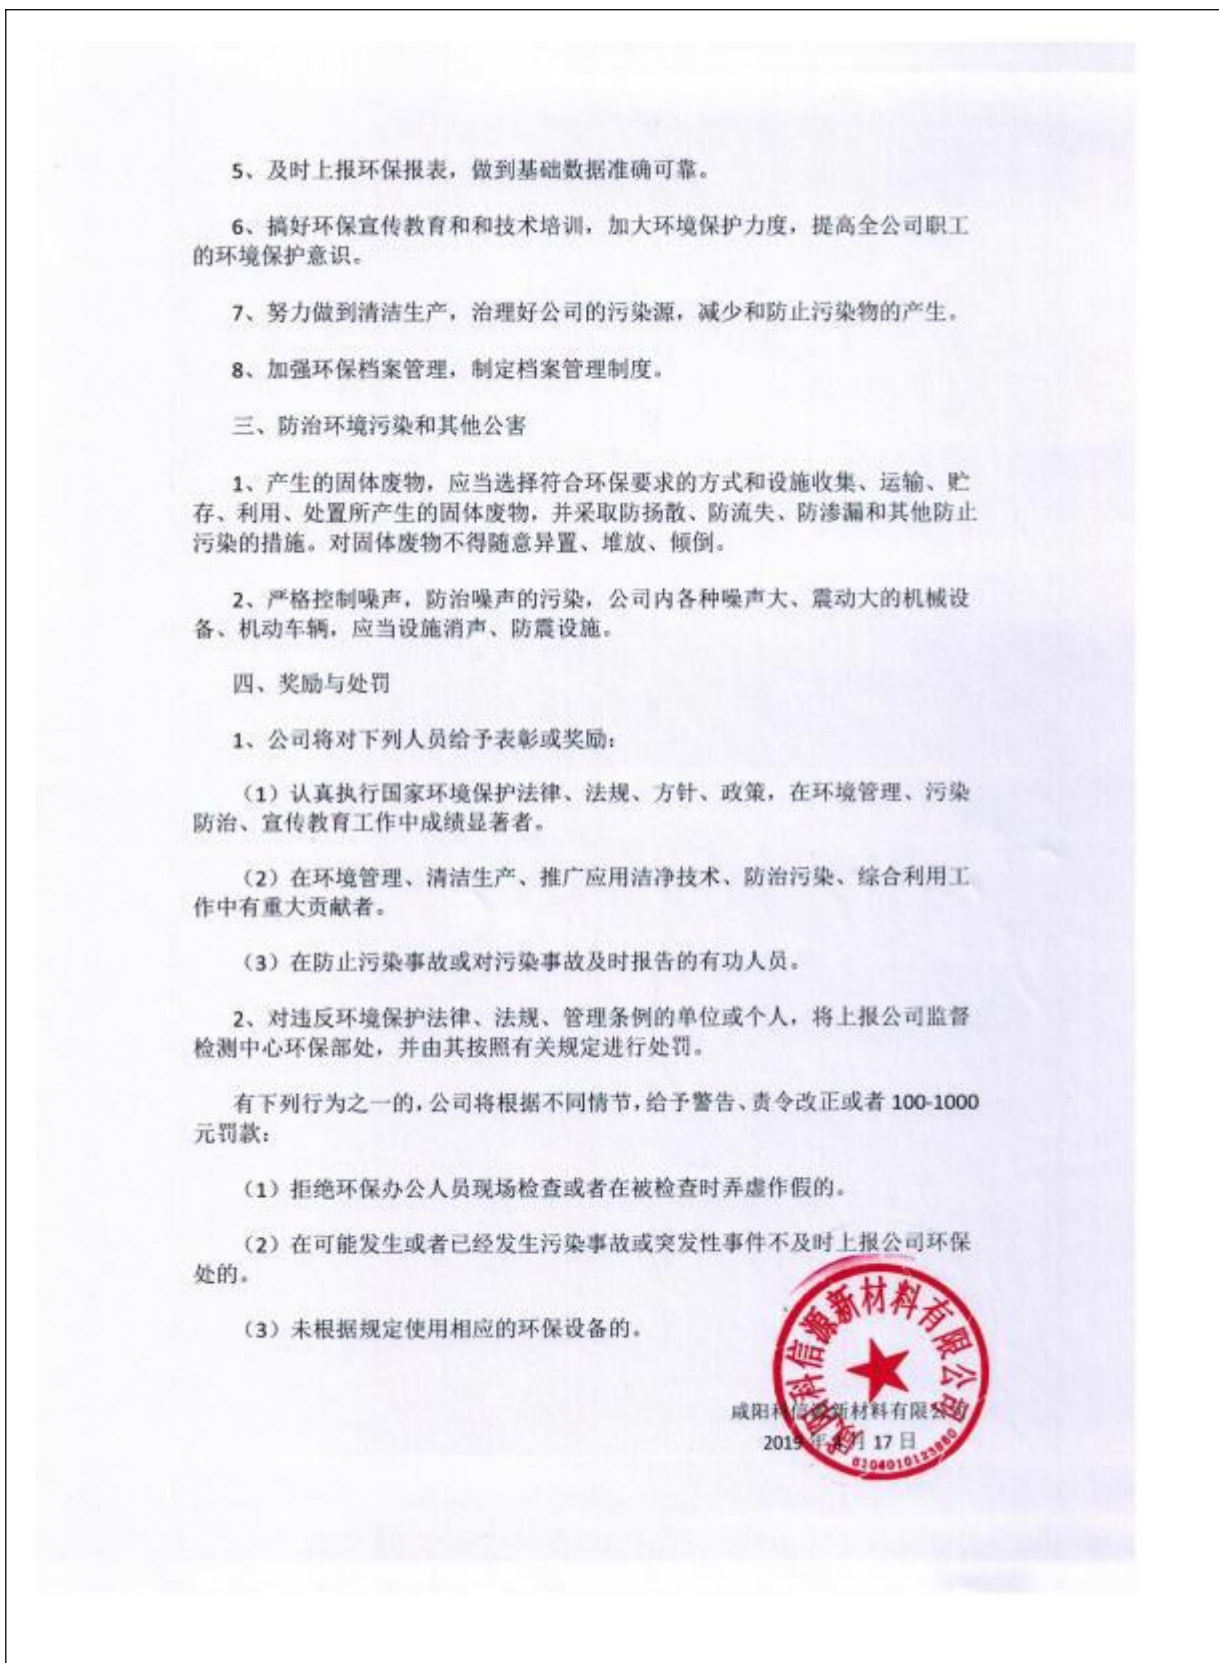 5、及时上报环保报表，做到基础数据准确可靠。
6、搞好环保宣传教育和和技术培训，加大环境保护力度，提高全公司职工
的环境保护意识。
7、努力做到清洁生产，治理好公司的污染源，减少和防止污染物的产生。
8、加强环保档案管理，制定档案管理制度。
三、防治环境污染和其他公害
1、产生的固体废物，应当选择符合环保要求的方式和设施收集、运输、贮
存、利用、处置所产生的固体废物，并采取防扬散、防流失、防渗漏和其他防止
污染的措施。对固体废物不得随意异置、堆放、倾倒。
2、严格控制噪声，防治噪声的污染，公司内各种噪声大、震动大的机械设
备、机动车辆，应当设施消声、防震设施。
四、奖励与处罚
1、公司将对下列人员给予表彰或奖励：
（1）认真执行国家环境保护法律、法规、方针、政策，在环境管理、污染
防治、宣传教育工作中成绩显著者。
（2）在环境管理、清洁生产、推广应用洁净技术、防治污染、综合利用工
作中有重大贡献者。
（3）在防止污染事故或对污染事故及时报告的有功人员。
2、对违反环境保护法律、法规、管理条例的单位或个人，将上报公司监督
检测中心环保部处，并由其按照有关规定进行处罚。
有下列行为之一的，公司将根据不同情节，给予警告、责令改正或者 100-1000
元罚款：
（1）拒绝环保办公人员现场检查或者在被检查时弄虚作假的。
（2）在可能发生或者已经发生污染事故或突发性事件不及时上报公司环保
处的。
（3）未根据规定使用相应的环保设备的。
咸阳科信源新材料有限公司
咸阳科信源新材料有限公司
2019 年 月 17 日